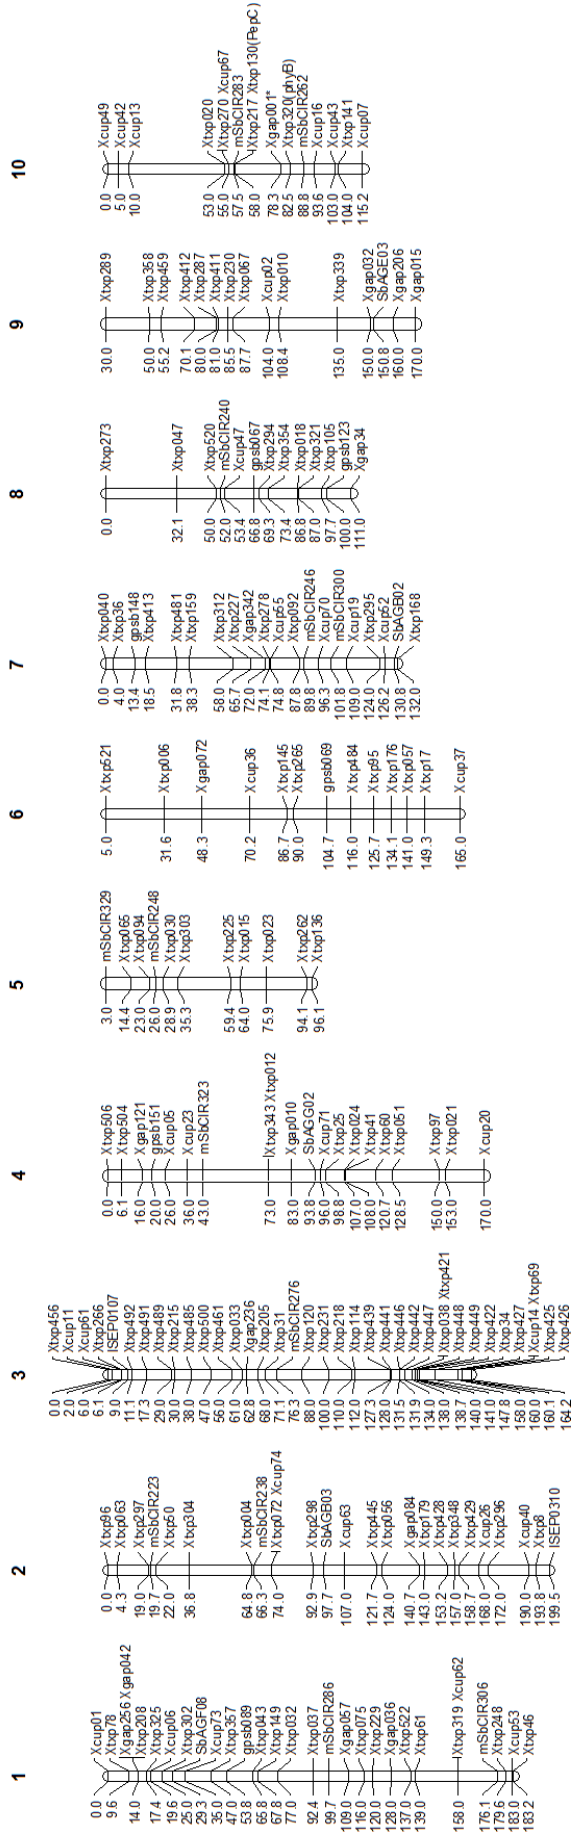 1
0.0 Xcup01
9.6 Xtxp78
Xgap256 Xgap042
14.0 Xtxp208
17.4 Xtxp325
19.6 Xcup06
25.0 Xtxp302
29.3 SbAGF08
35.0 Xcup73
47.0 Xtxp357
53.8 gpsb089
65.8 Xtxp043
67.8 Xtxp149
77.0 Xtxp032
92.4 Xtxp037
99.7 mSbCIR286
109.0 Xgap057
116.0 Xtxp075
120.0 Xtxp229
128.0 Xgap036
137.0 Xtxp522
139.0 Xtxp61
158.0 Xtxp319 Xcup62
176.1 mSbCIR306
179.6 Xtxp248
183.0 Xcup53
183.2 Xtxp46
2
0.0 Xtxp96
4.3 Xtxp063
19.0 Xtxp297
19.7 mSbCIR223
22.0 Xtxp50
36.8 Xtxp304
64.8 Xtxp004
66.3 mSbCIR238
74.0 Xtxp072 Xcup74
92.9 Xtxp298
97.7 SbAGB03
107.0 Xcup63
121.7 Xtxp445
124.0 Xtxp056
140.7 Xgap084
143.0 Xtxp179
153.2 Xtxp428
157.0 Xtxp348
158.7 Xtxp429
168.0 Xcup26
172.0 Xtxp296
190.0 Xcup40
193.8 Xtxp8
199.5 ISEP0310
3
0.0 Xtxp456
2.0 Xcup11
6.0 Xcup61
6.1 Xtxp266
9.0 ISEP0107
11.1 Xtxp492
17.3 Xtxp491
29.0 Xtxp489
30.0 Xtxp215
38.0 Xtxp485
47.0 Xtxp500
56.0 Xtxp461
61.0 Xtxp033
62.8 Xgap236
68.0 Xtxp205
71.1 Xtxp31
76.3 mSbCIR276
88.0 Xtxp120
100.0 Xtxp231
110.0 Xtxp218
112.0 Xtxp114
127.3 Xtxp439
128.0 Xtxp441
131.5 Xtxp446
131.9 Xtxp442
134.0 Xtxp447
138.0 Xtxp038 Xtxp421
138.7 Xtxp448
140.0 Xtxp449
141.0 Xtxp422
147.8 Xtxp34
158.0 Xtxp427
160.0 Xcup14 Xtxp69
160.1 Xtxp425
164.2 Xtxp426
4
0.0 Xtxp506
6.1 Xtxp504
16.0 Xgap121
20.0 gpsb151
26.0 Xcup05
36.0 Xcup23
43.0 mSbCIR323
73.0 Xtxp343 Xtxp012
83.0 Xgap010
93.8 SbAGG02
96.0 Xcup71
98.8 Xtxp25
107.0 Xtxp024
108.0 Xtxp41
120.7 Xtxp60
128.5 Xtxp051
150.0 Xtxp97
153.0 Xtxp021
170.0 Xcup20
5
3.0 mSbCIR329
14.4 Xtxp065
23.0 Xtxp094
26.0 mSbCIR248
28.9 Xtxp030
35.3 Xtxp303
59.4 Xtxp225
64.0 Xtxp015
75.9 Xtxp023
94.1 Xtxp262
96.1 Xtxp136
6
5.0 Xtxp521
31.6 Xtxp006
48.3 Xgap072
70.2 Xcup36
86.7 Xtxp145
90.0 Xtxp265
104.7 gpsb069
116.0 Xtxp484
125.7 Xtxp95
134.1 Xtxp176
141.0 Xtxp057
149.3 Xtxp17
165.0 Xcup37
7
0.0 Xtxp040
4.0 Xtxp36
13.4 gpsb148
18.5 Xtxp413
31.8 Xtxp481
38.3 Xtxp159
58.0 Xtxp312
65.7 Xtxp227
72.0 Xgap342
74.1 Xtxp278
74.8 Xcup55
87.8 Xtxp092
89.8 mSbCIR246
96.3 Xcup70
101.8 mSbCIR300
109.0 Xcup19
124.0 Xtxp295
126.2 Xcup52
130.8 SbAGB02
132.0 Xtxp168
8
0.0 Xtxp273
32.1 Xtxp047
50.0 Xtxp520
52.0 mSbCIR240
53.4 Xcup47
66.8 gpsb067
69.3 Xtxp294
73.4 Xtxp354
86.8 Xtxp018
87.0 Xtxp321
97.7 Xtxp105
100.0 gpsb123
111.0 Xgap34
9
30.0 Xtxp289
50.0 Xtxp358
55.2 Xtxp459
70.1 Xtxp412
80.0 Xtxp287
81.0 Xtxp411
85.5 Xtxp230
87.7 Xtxp067
104.0 Xcup02
108.4 Xtxp010
135.0 Xtxp339
150.0 Xgap032
150.8 SbAGE03
160.0 Xgap206
170.0 Xgap015
10
0.0 Xcup49
5.0 Xcup42
10.0 Xcup13
53.0 Xtxp020
55.0 Xtxp270 Xcup67
57.5 mSbCIR283
58.0 Xtxp217 Xtxp130(PepC)
78.3 Xgap001*
82.5 Xtxp320(phyB)
88.8 mSbCIR262
93.6 Xcup16
103.0 Xcup43
104.0 Xtxp141
115.2 Xcup07